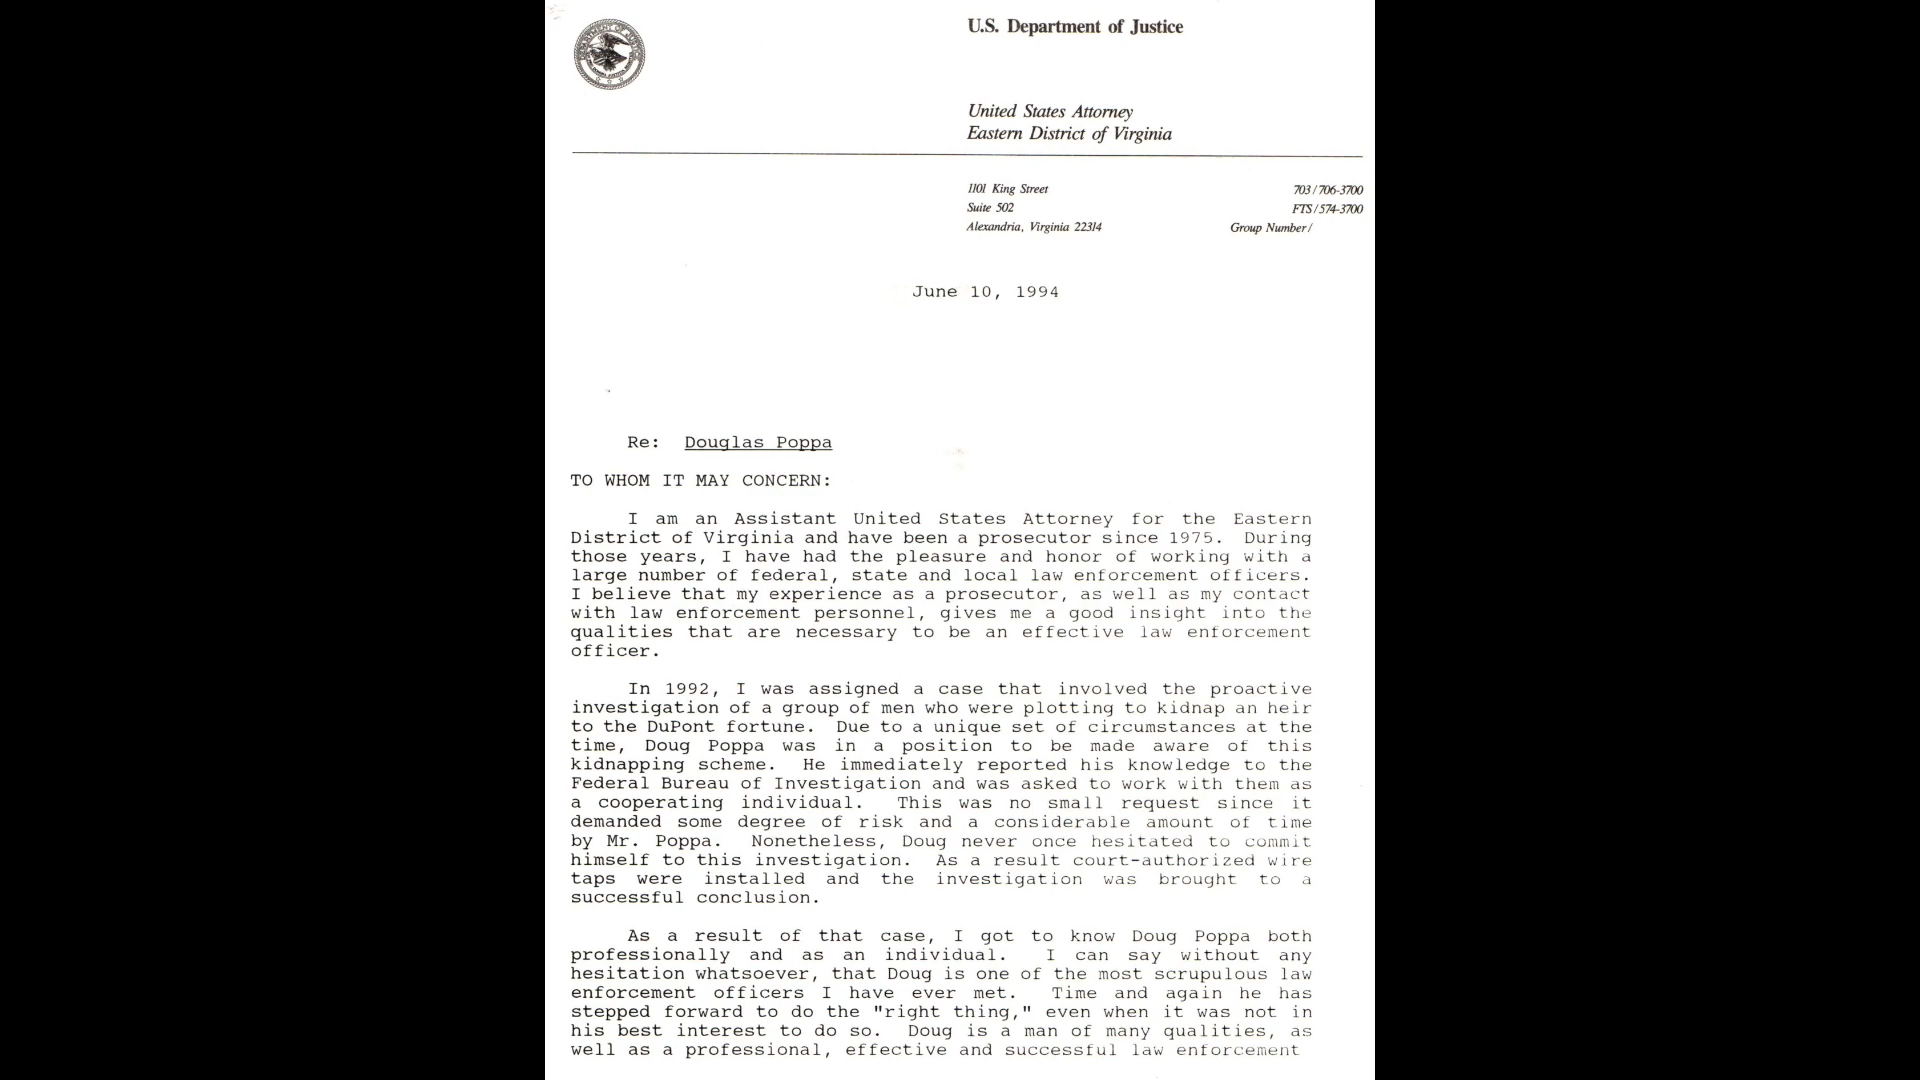 U.S. Department of Justice
United States Attorney
Eastern District of Virginia
1101 King Street
Suite 502
Alexandria, Virginia 22314
703/706-3700
FTS/574-3700
Group Number/
June 10, 1994
Re: Douglas Poppa
TO WHOM IT MAY CONCERN:
I am an Assistant United States Attorney for the Eastern
District of Virginia and have been a prosecutor since 1975. During
those years, I have had the pleasure and honor of working with a
large number of federal, state and local law enforcement officers.
I believe that my experience as a prosecutor, as well as my contact
with law enforcement personnel, gives me a good insight into the
qualities that are necessary to be an effective law enforcement
officer.
In 1992, I was assigned a case that involved the proactive
investigation of a group of men who were plotting to kidnap an heir
to the DuPont fortune. Due to a unique set of circumstances at the
time, Doug Poppa was in a position to be made aware of this
kidnapping scheme. He immediately reported his knowledge to the
Federal Bureau of Investigation and was asked to work with them as
a cooperating individual. This was no small request since it
demanded some degree of risk and a considerable amount of time
by Mr. Poppa. Nonetheless, Doug never once hesitated to commit
himself to this investigation. As a result court-authorized wire
taps were installed and the investigation was brought to a
successful conclusion.
As a result of that case, I got to know Doug Poppa both
professionally and as an individual. I can say without any
hesitation whatsoever, that Doug is one of the most scrupulous law
enforcement officers I have ever met. Time and again he has
stepped forward to do the "right thing," even when it was not in
his best interest to do so. Doug is a man of many qualities, as
well as a professional, effective and successful law enforcement